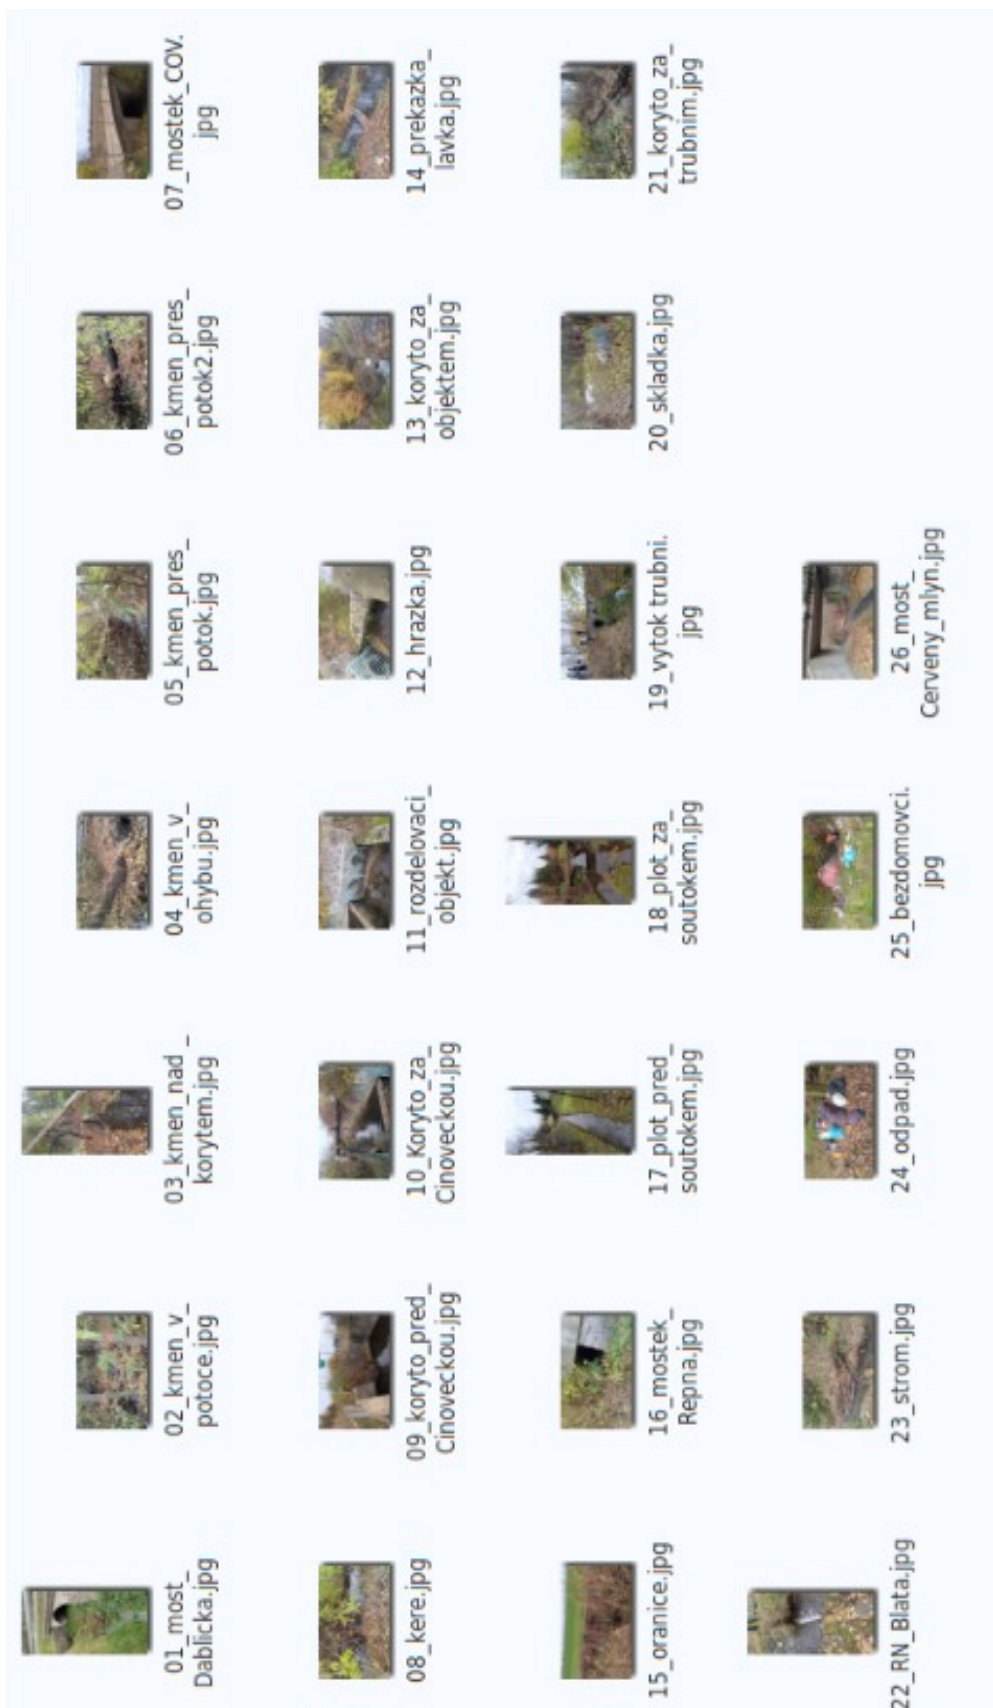 01_most_
Dablicka.jpg
02_kmen_v_
potoce.jpg
03_kmen_nad_
korytem.jpg
04_kmen_v_
ohybu.jpg
05_kmen_pres_
potok.jpg
06_kmen_pres_
potok2.jpg
07_mostek_COV.
jpg
08_kere.jpg
09_koryto_pred_
Cinoveckou.jpg
10_Koryto_za_
Cinoveckou.jpg
11_rozdelovaci_
objekt.jpg
12_hrazka.jpg
13_koryto_za_
objektem.jpg
14_prekazka_
lavka.jpg
15_oranice.jpg
16_mostek_
Repna.jpg
17_plot_pred_
soutokem.jpg
18_plot_za_
soutokem.jpg
19_vytok trubni.
jpg
20_skladka.jpg
21_koryto_za_
trubnim.jpg
22_RN_Blata.jpg
23_strom.jpg
24_odpad.jpg
25_bezdomovci.
jpg
26_most_
Cerveny_mlyn.jpg